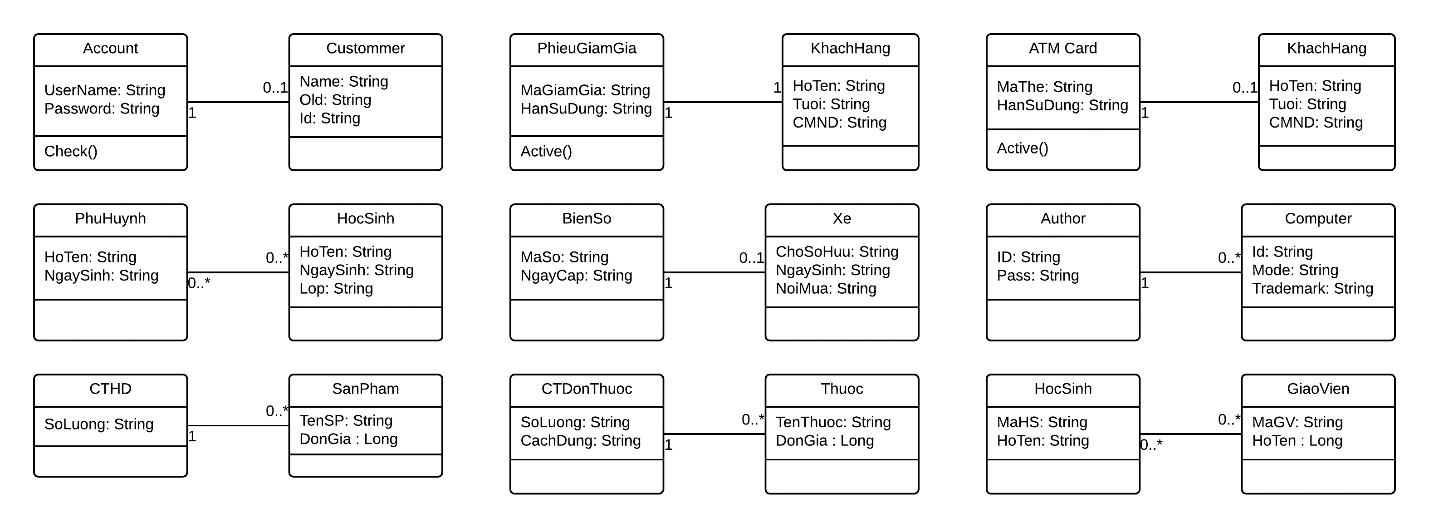 Account
UserName: String
Password: String
Check()
1
0..1
Custommer
Name: String
Old: String
Id: String
PhieuGiamGia
MaGiamGia: String
HanSuDung: String
Active()
1
1
KhachHang
HoTen: String
Tuoi: String
CMND: String
ATM Card
MaThe: String
HanSuDung: String
Active()
1
0..1
KhachHang
HoTen: String
Tuoi: String
CMND: String
PhuHuynh
HoTen: String
NgaySinh: String
0..*
0..*
HocSinh
HoTen: String
NgaySinh: String
Lop: String
BienSo
MaSo: String
NgayCap: String
1
0..1
Xe
ChoSoHuu: String
NgaySinh: String
NoiMua: String
Author
ID: String
Pass: String
1
0..*
Computer
Id: String
Mode: String
Trademark: String
CTHD
SoLuong: String
1
0..*
SanPham
TenSP: String
DonGia : Long
CTDonThuoc
SoLuong: String
CachDung: String
1
0..*
Thuoc
TenThuoc: String
DonGia : Long
HocSinh
MaHS: String
HoTen: String
0..*
0..*
GiaoVien
MaGV: String
HoTen : Long